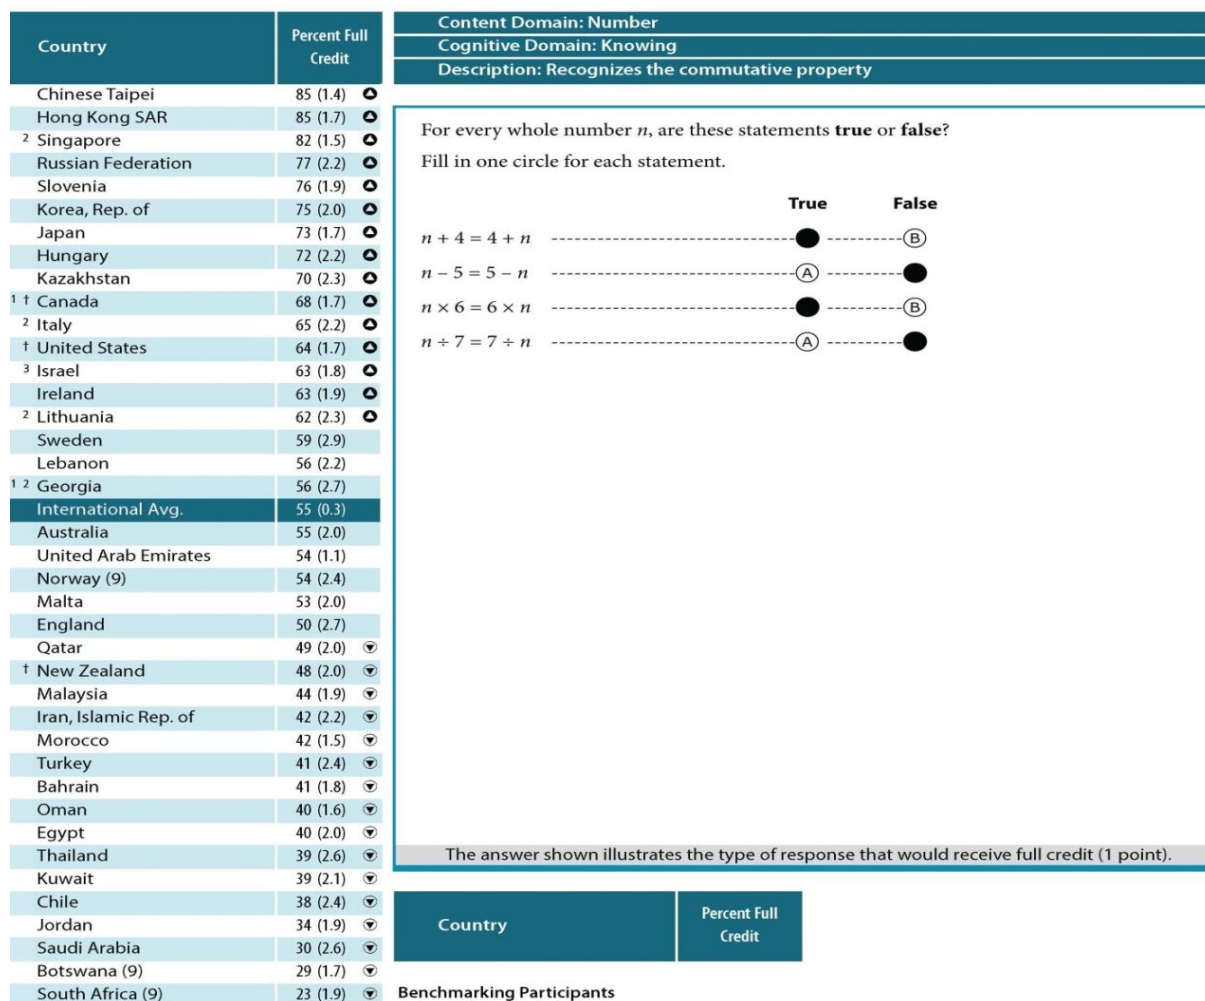 Country Percent Full Credit
Chinese Taipei 85 (1.4)
Hong Kong SAR 85 (1.7)
2 Singapore 82 (1.5)
Russian Federation 77 (2.2)
Slovenia 76 (1.9)
Korea, Rep. of 75 (2.0)
Japan 73 (1.7)
Hungary 72 (2.2)
Kazakhstan 70 (2.3)
1 † Canada 68 (1.7)
2 Italy 65 (2.2)
† United States 64 (1.7)
3 Israel 63 (1.8)
Ireland 63 (1.9)
2 Lithuania 62 (2.3)
Sweden 59 (2.9)
Lebanon 56 (2.2)
1 2 Georgia 56 (2.7)
International Avg. 55 (0.3)
Australia 55 (2.0)
United Arab Emirates 54 (1.1)
Norway (9) 54 (2.4)
Malta 53 (2.0)
England 50 (2.7)
Qatar 49 (2.0)
† New Zealand 48 (2.0)
Malaysia 44 (1.9)
Iran, Islamic Rep. of 42 (2.2)
Morocco 42 (1.5)
Turkey 41 (2.4)
Bahrain 41 (1.8)
Oman 40 (1.6)
Egypt 40 (2.0)
Thailand 39 (2.6)
Kuwait 39 (2.1)
Chile 38 (2.4)
Jordan 34 (1.9)
Saudi Arabia 30 (2.6)
Botswana (9) 29 (1.7)
South Africa (9) 23 (1.9)
Content Domain: Number
Cognitive Domain: Knowing
Description: Recognizes the commutative property
For every whole number n, are these statements true or false?
Fill in one circle for each statement.
True False
n + 4 = 4 + n B
n – 5 = 5 – n A
n × 6 = 6 × n B
n ÷ 7 = 7 ÷ n A
The answer shown illustrates the type of response that would receive full credit (1 point).
Country Percent Full Credit
Benchmarking Participants